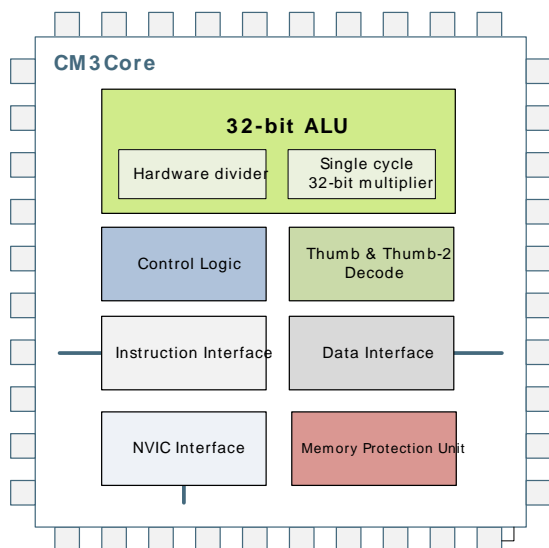 CM3Core
32-bit ALU
Hardware divider
Single cycle
32-bit multiplier
Control Logic
Thumb & Thumb-2
Decode
Instruction Interface
Data Interface
NVIC Interface
Memory Protection Unit